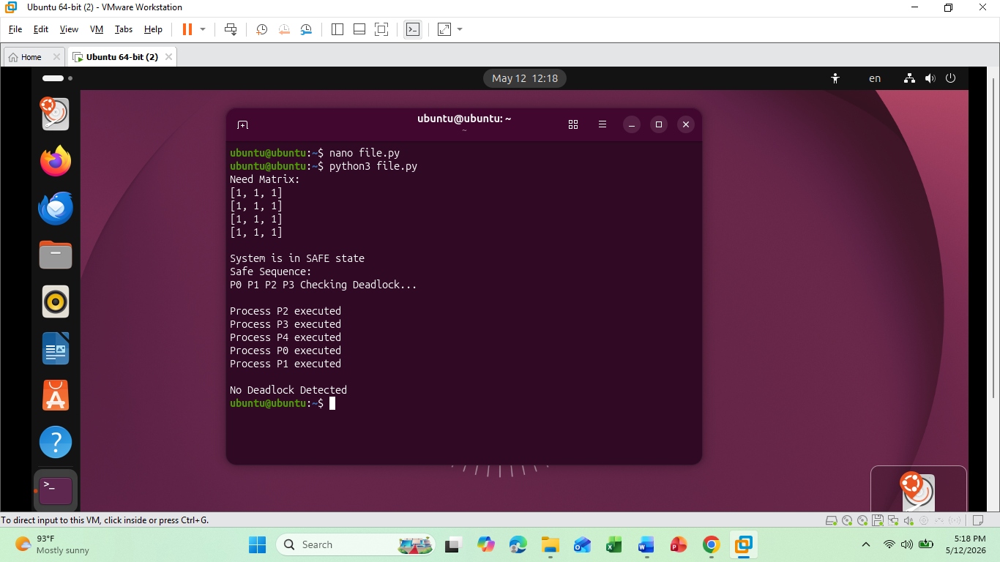 Ubuntu 64-bit (2) - VMware Workstation
File Edit View VM Tabs Help
Home Ubuntu 64-bit (2)
May 12 12:18
en
ubuntu@ubuntu: ~
~
ubuntu@ubuntu:~$ nano file.py
ubuntu@ubuntu:~$ python3 file.py
Need Matrix:
[1, 1, 1]
[1, 1, 1]
[1, 1, 1]
[1, 1, 1]
System is in SAFE state
Safe Sequence:
P0 P1 P2 P3 Checking Deadlock...
Process P2 executed
Process P3 executed
Process P4 executed
Process P0 executed
Process P1 executed
No Deadlock Detected
ubuntu@ubuntu:~$
To direct input to this VM, click inside or press Ctrl+G.
93°F
Mostly sunny
Search
5:18 PM
5/12/2026